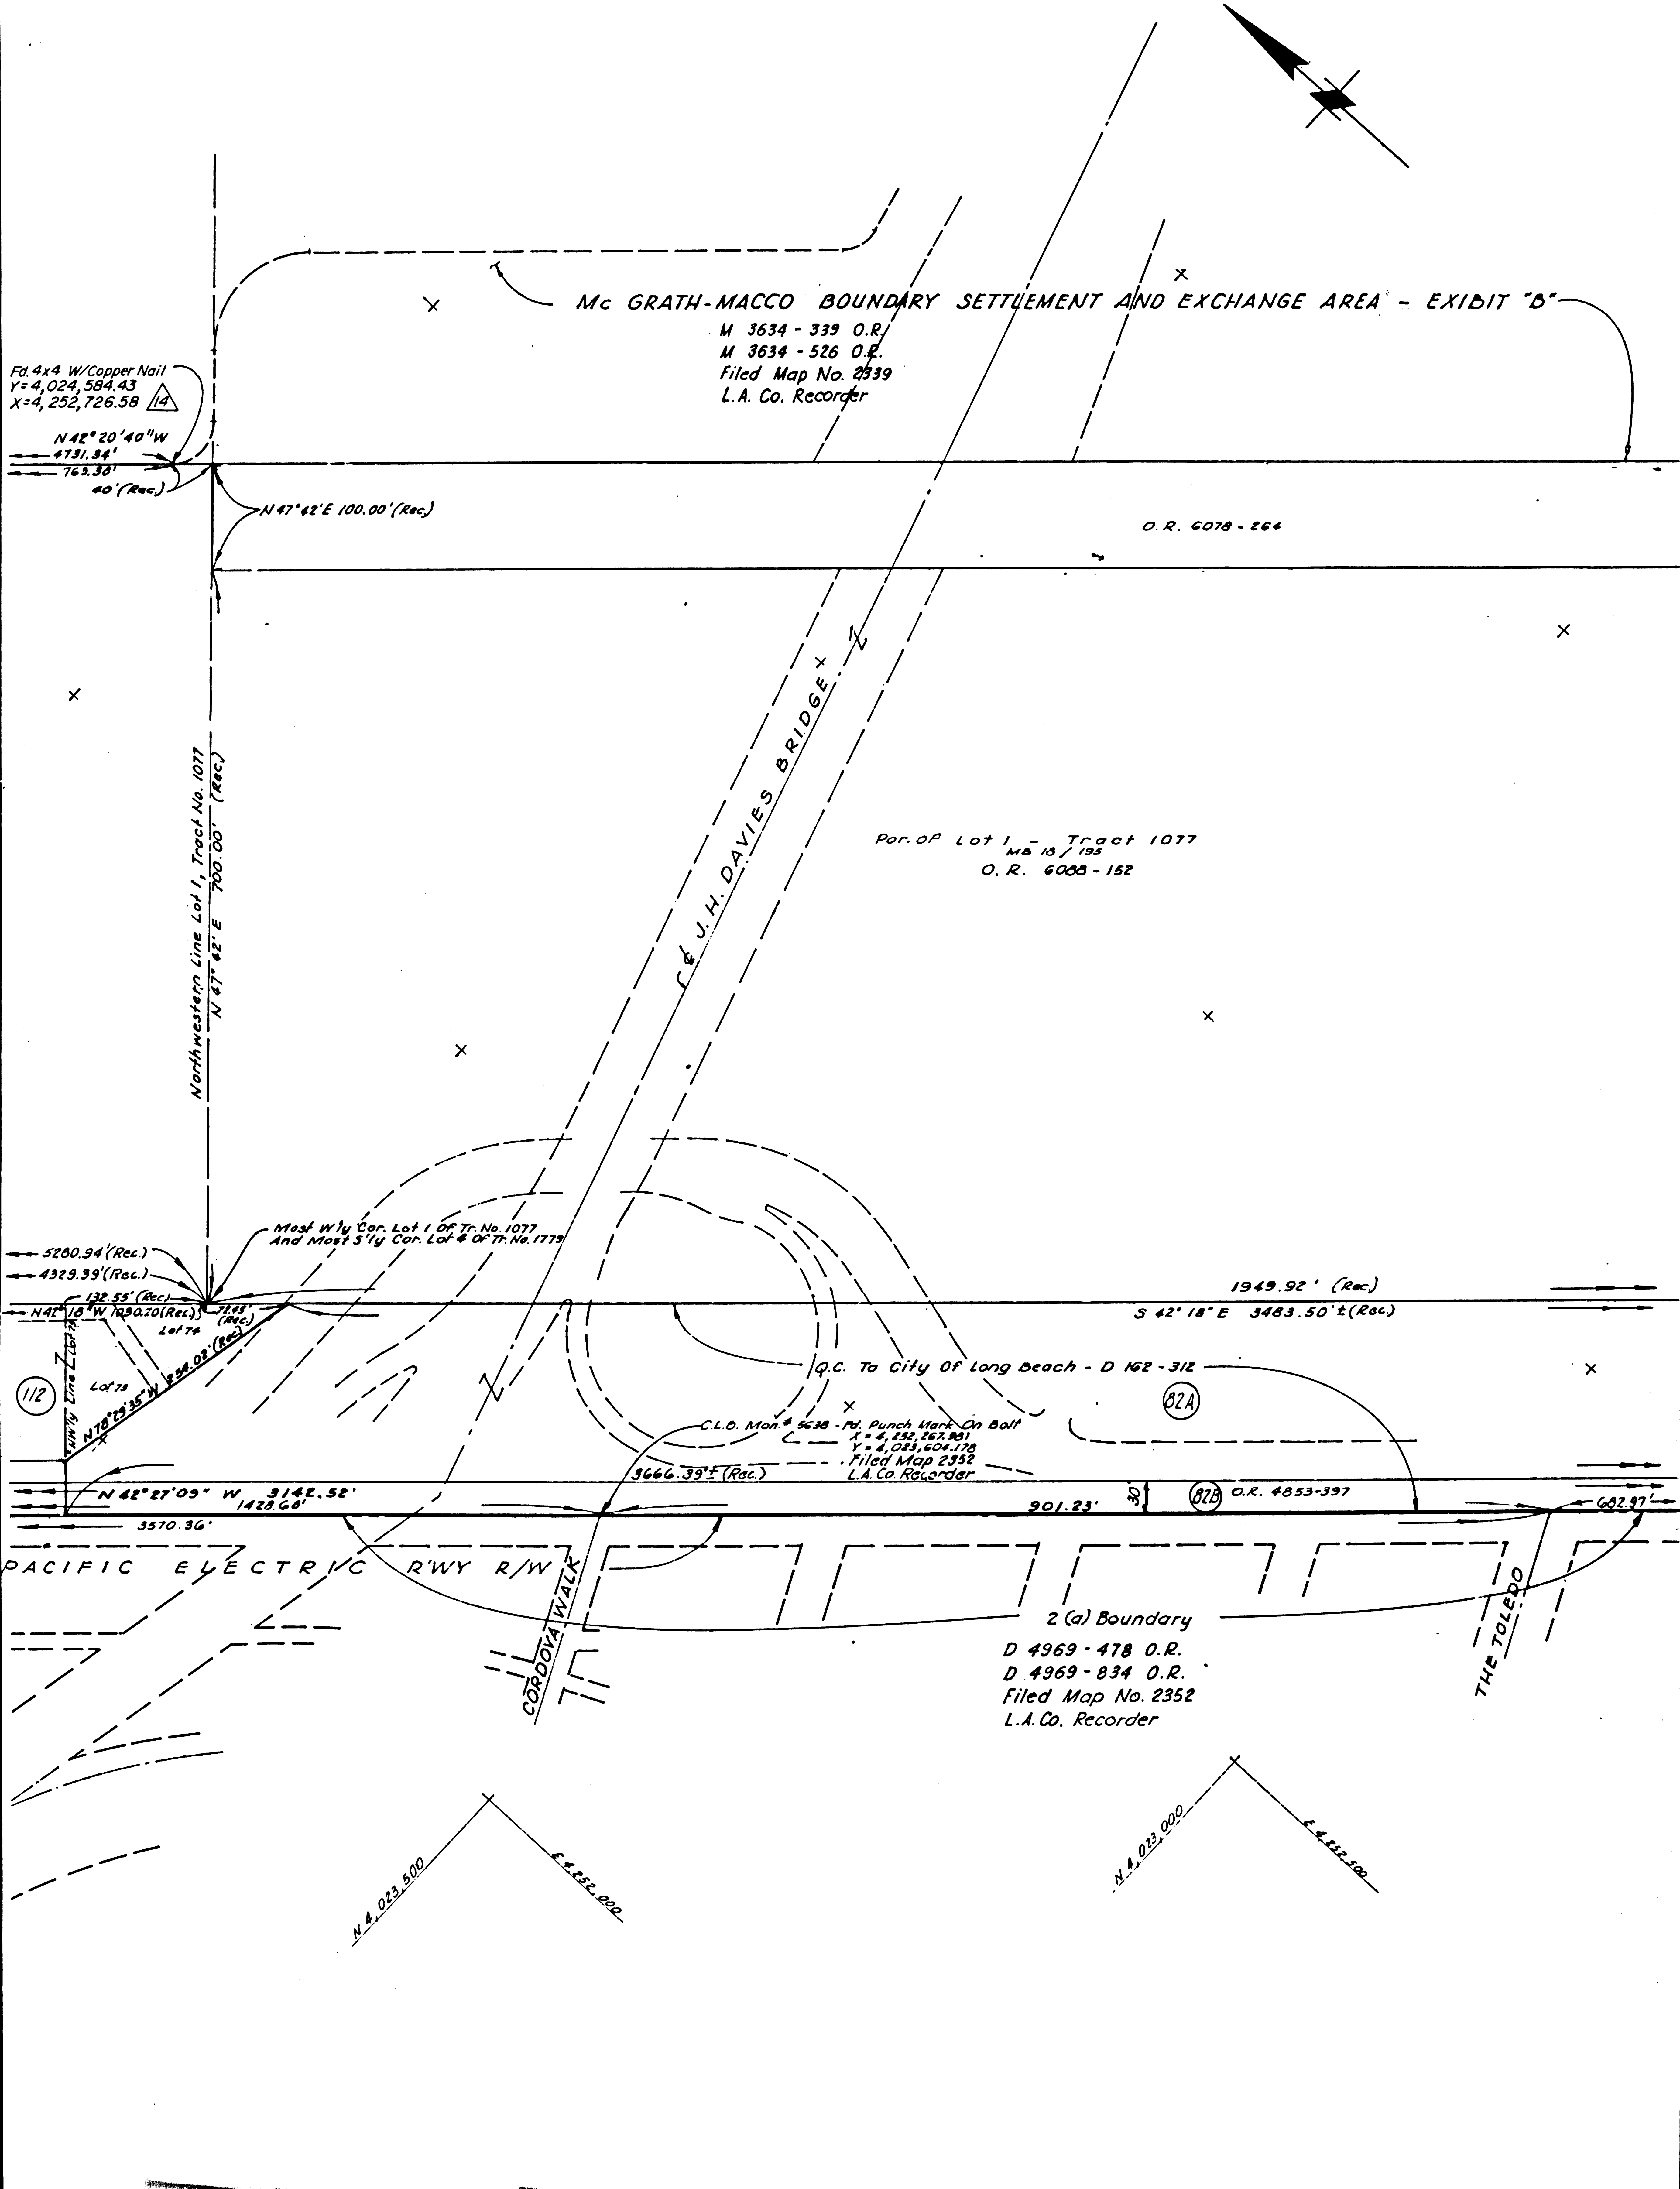 Mc GRATH-MACCO BOUNDARY SETTLEMENT AND EXCHANGE AREA - EXIBIT "B"
M 3634 - 339 O.R.
M 3634 - 526 O.R.
Filed Map No. 2339
L.A. Co. Recorder
Fd. 4x4 W/Copper Nail
Y=4,024,584.43
X=4,252,726.58 14
N 42° 20' 40" W
4731.34'
763.38'
40' (Rec.)
N 47° 42' E 100.00' (Rec.)
O.R. 6078 - 264
Northwestern Line Lot 1, Tract No. 1077
N 47° 42' E 700.00' (Rec.)
℄ J.H. DAVIES BRIDGE
Por. Of Lot 1 - Tract 1077
MB 18 / 195
O.R. 6088 - 152
Most W'ly Cor. Lot 1 Of Tr. No. 1077
And Most S'ly Cor. Lot 4 Of Tr. No. 1779
5280.94' (Rec.)
4329.39' (Rec.)
132.55' (Rec.)
N 42° 18' W 1030.20 (Rec.)
(Rec.)
Lot 74
1949.92' (Rec.)
S 42° 18' E 3483.50' ± (Rec.)
Q.C. To City Of Long Beach - D 162 - 312
112
Lot 75
N 78° 29' 35" W 254.02' (Rec.)
82A
C.L.B. Mon. # 5638 - Fd. Punch Mark On Bolt
X = 4,252,267.981
Y = 4,023,604.178
Filed Map 2352
L.A. Co. Recorder
3666.39' ± (Rec.)
N 42° 27' 09" W 3142.52'
1428.68'
901.23'
30'
82B
O.R. 4853-397
682.97'
3570.36'
PACIFIC ELECTRIC R'WY R/W
CORDOVA WALK
THE TOLEDO
2 (a) Boundary
D 4969 - 478 O.R.
D 4969 - 834 O.R.
Filed Map No. 2352
L.A. Co. Recorder
N 4,023,500
E 4,252,000
N 4,023,000
E 4,252,500